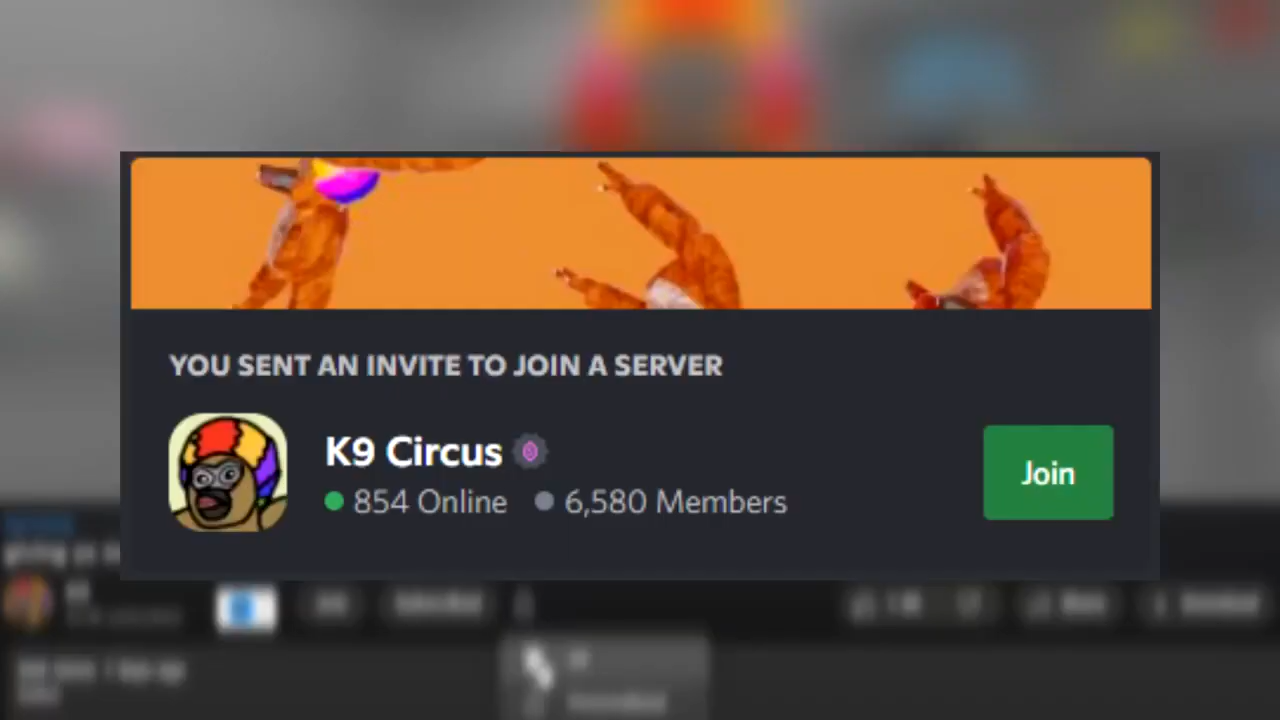 YOU SENT AN INVITE TO JOIN A SERVER
K9 Circus
854 Online 6,580 Members
Join